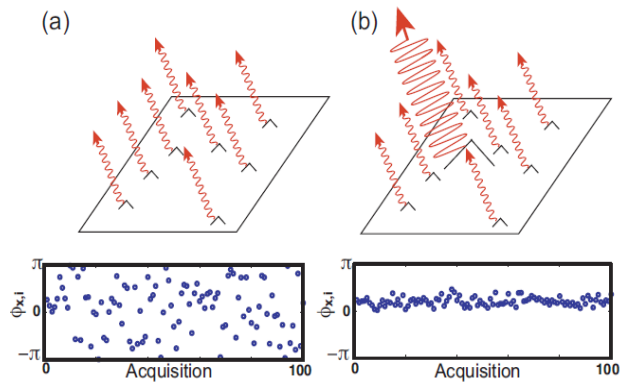 (a)
(b)
π
ϕx,i
0
−π
0
Acquisition
100
π
ϕx,i
0
−π
0
Acquisition
100